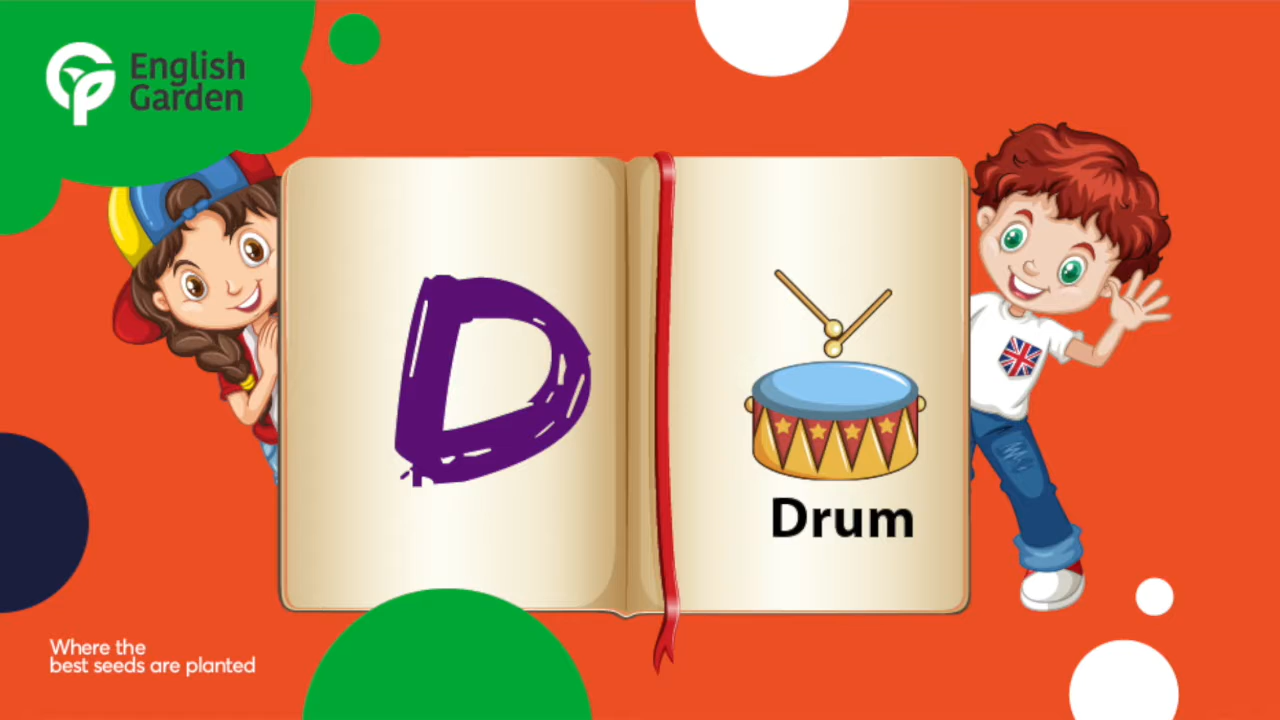 English
Garden
D
Drum
Where the
best seeds are planted